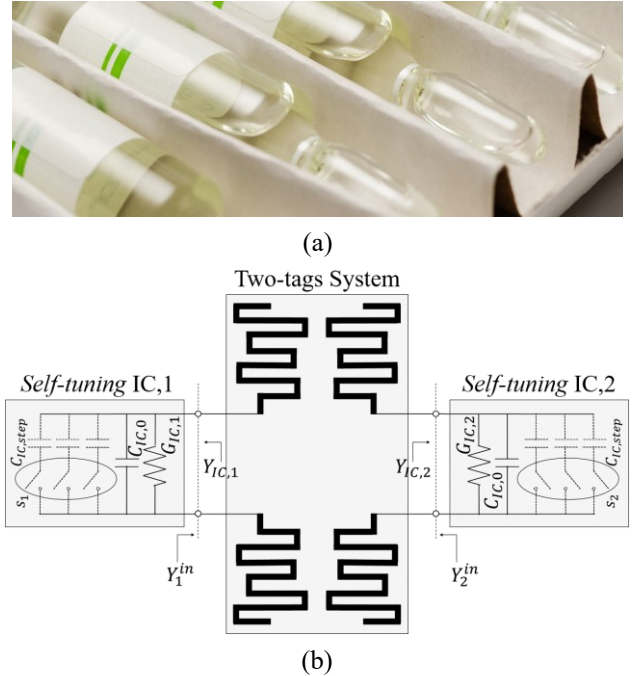 (a)
Two-tags System
Self-tuning IC,1
Self-tuning IC,2
C_{IC,step}
s_1
C_{IC,0}
G_{IC,1}
Y_{IC,1}
Y_{IC,2}
G_{IC,2}
C_{IC,0}
C_{IC,step}
s_2
Y_1^{in}
Y_2^{in}
(b)